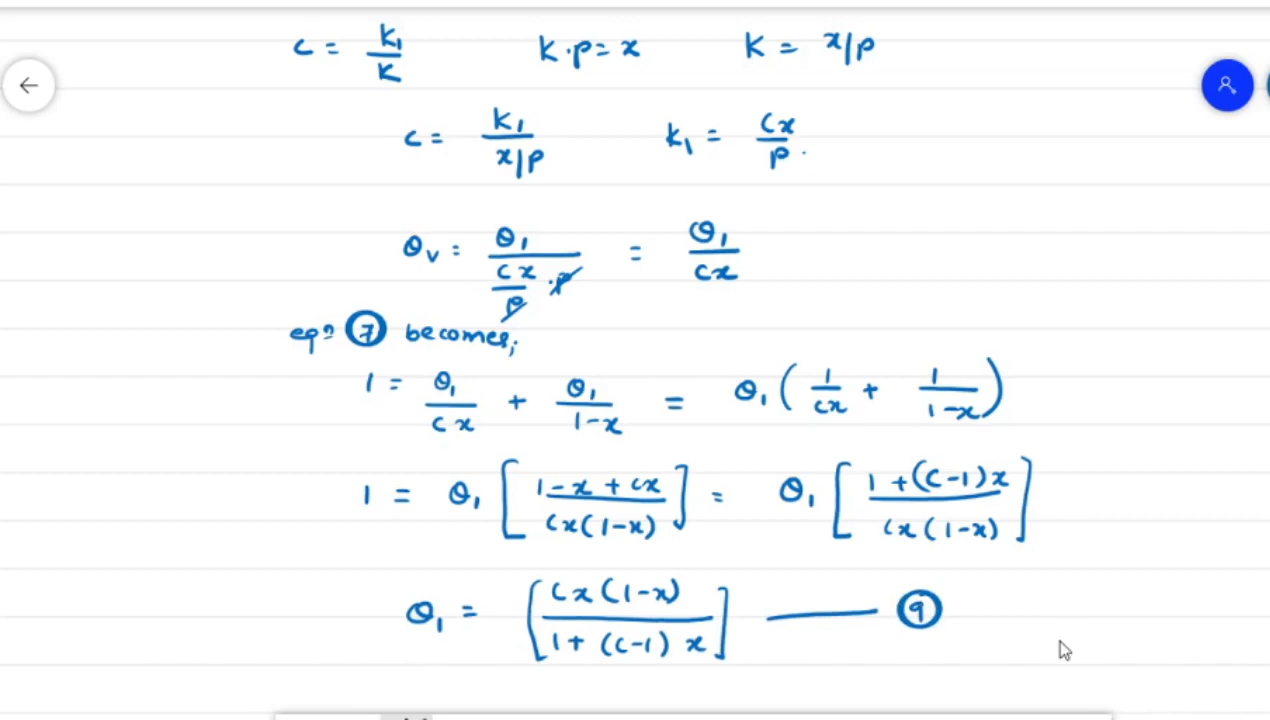 c = K₁/K K·P = x K = x/P
c = K₁/(x/P) K₁ = Cx/P.
θᵥ = θ₁/((Cx/P)·P) = θ₁/Cx
eqⁿ ⑦ becomes,
1 = θ₁/Cx + θ₁/(1-x) = θ₁ (1/Cx + 1/(1-x))
1 = θ₁ [(1-x+Cx)/(Cx(1-x))] = θ₁ [(1+(C-1)x)/(Cx(1-x))]
θ₁ = [(Cx(1-x))/(1+(C-1)x)] —— ⑨